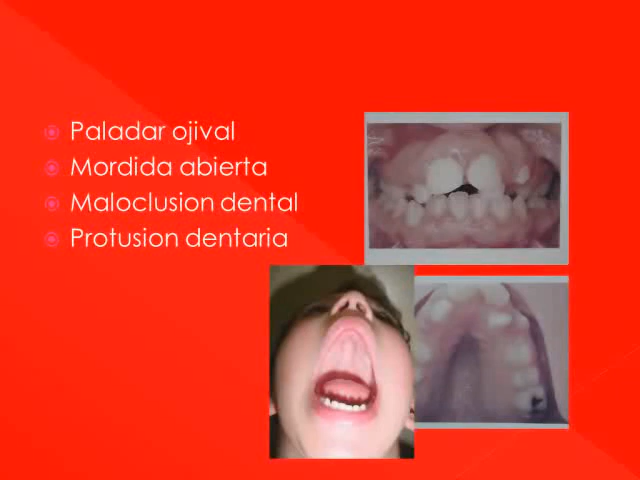 Paladar ojival
Mordida abierta
Maloclusion dental
Protusion dentaria